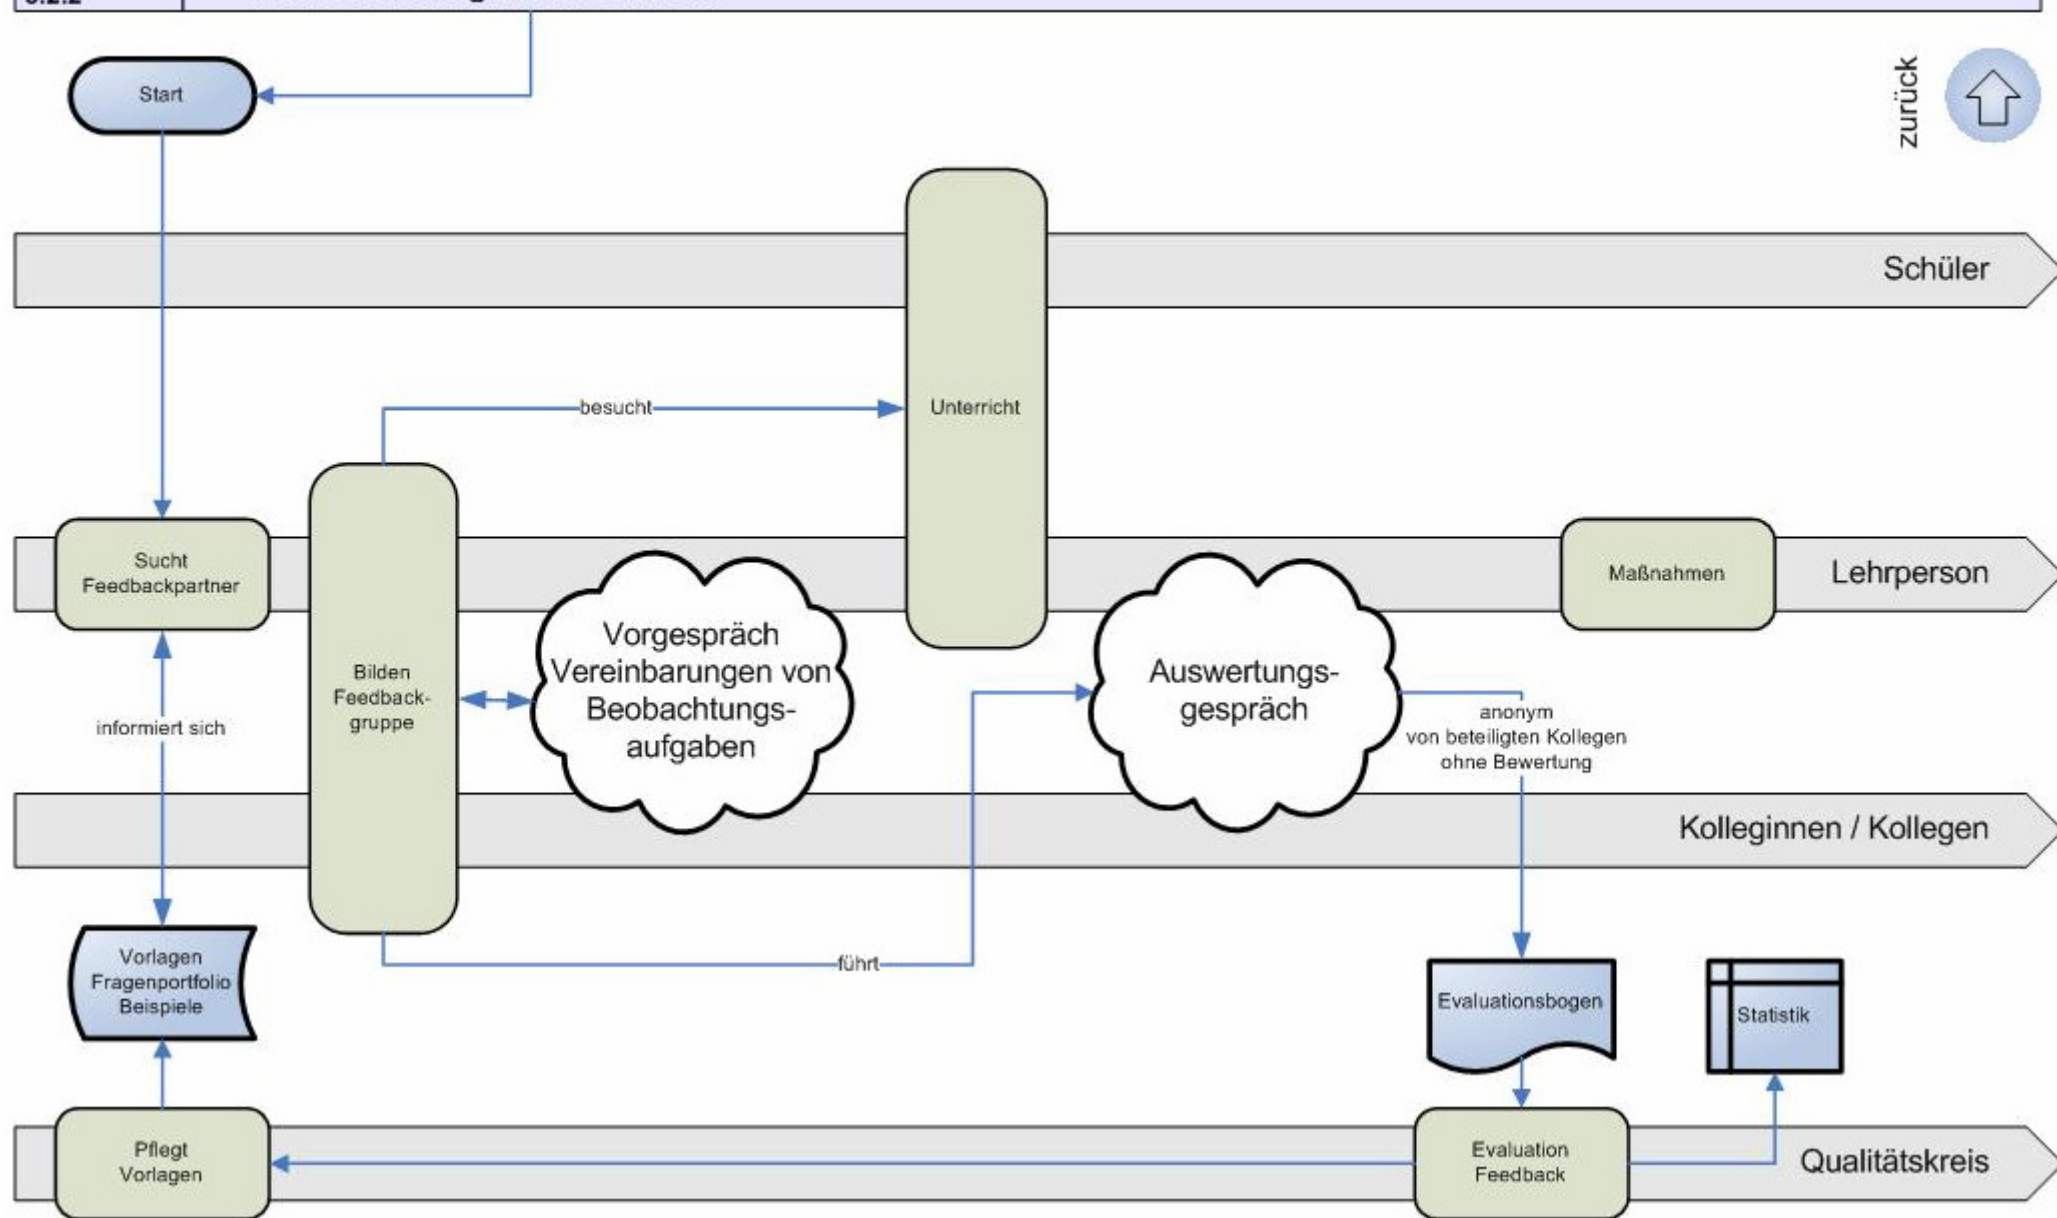 Start
zurück
Schüler
besucht
Unterricht
Sucht
Feedbackpartner
Maßnahmen
Lehrperson
Bilden
Feedback-
gruppe
Vorgespräch
Vereinbarungen von
Beobachtungs-
aufgaben
Auswertungs-
gespräch
informiert sich
anonym
von beteiligten Kollegen
ohne Bewertung
Kolleginnen / Kollegen
Vorlagen
Fragenportfolio
Beispiele
führt
Evaluationsbogen
Statistik
Pflegt
Vorlagen
Evaluation
Feedback
Qualitätskreis